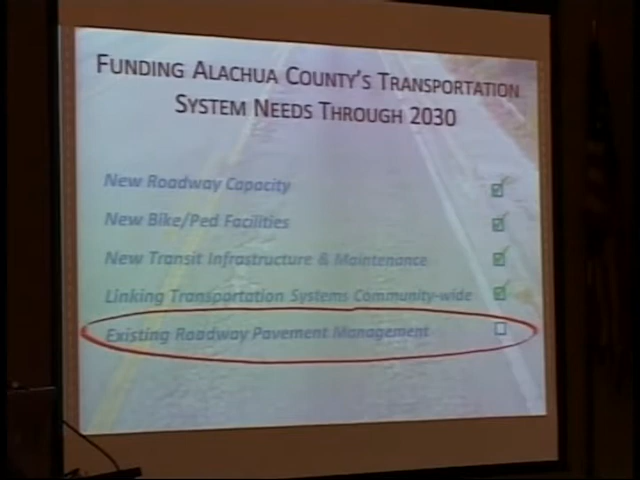 FUNDING ALACHUA COUNTY'S TRANSPORTATION
SYSTEM NEEDS THROUGH 2030
New Roadway Capacity
New Bike/Ped Facilities
New Transit Infrastructure & Maintenance
Linking Transportation Systems Community-wide
Existing Roadway Pavement Management